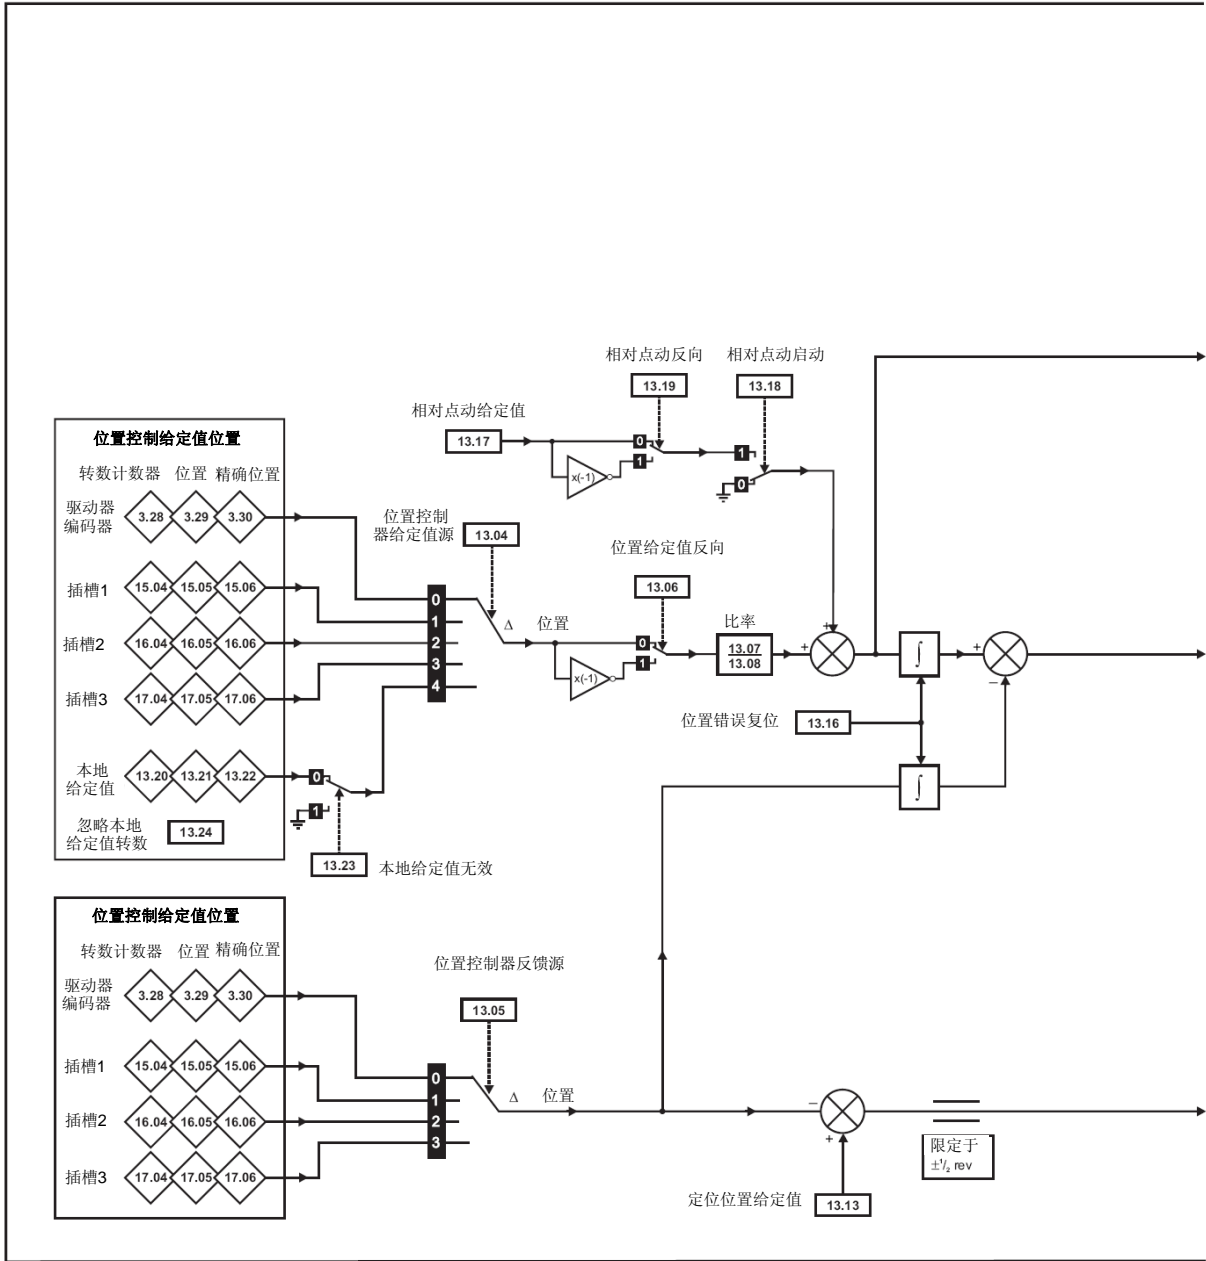 相对点动反向
相对点动启动
13.19
13.18
相对点动给定值
13.17
0
1
x(-1)
1
0
位置控制给定值位置
转数计数器 位置 精确位置
驱动器
编码器
3.28 3.29 3.30
插槽1
15.04 15.05 15.06
插槽2
16.04 16.05 16.06
插槽3
17.04 17.05 17.06
本地
给定值
13.20 13.21 13.22
忽略本地
给定值转数
13.24
0
1
13.23
本地给定值无效
位置控制
器给定值源
13.04
0
1
2
3
4
Δ 位置
位置给定值反向
13.06
0
1
x(-1)
比率
13.07
13.08
+
+
∫
+
−
位置错误复位
13.16
∫
位置控制给定值位置
转数计数器 位置 精确位置
驱动器
编码器
3.28 3.29 3.30
插槽1
15.04 15.05 15.06
插槽2
16.04 16.05 16.06
插槽3
17.04 17.05 17.06
位置控制器反馈源
13.05
0
1
2
3
Δ 位置
−
+
限定于
±1/2 rev
定位位置给定值
13.13